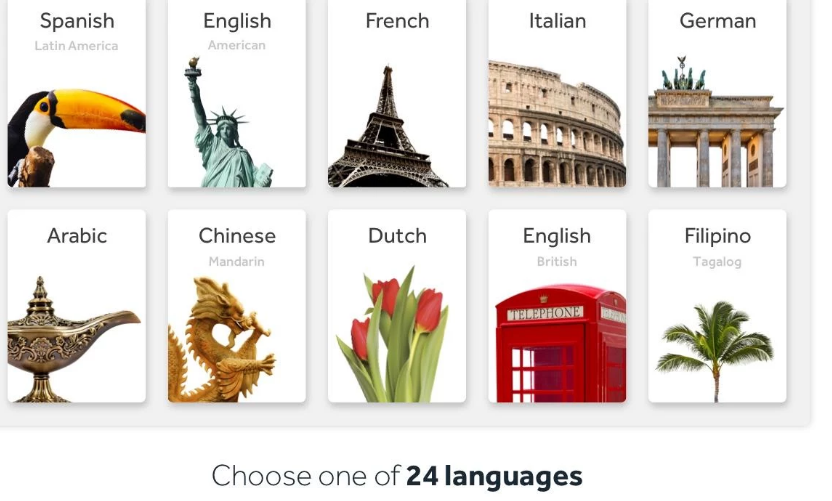 Spanish
Latin America
English
American
French
Italian
German
Arabic
Chinese
Mandarin
Dutch
English
British
TELEPHONE
Filipino
Tagalog
Choose one of 24 languages